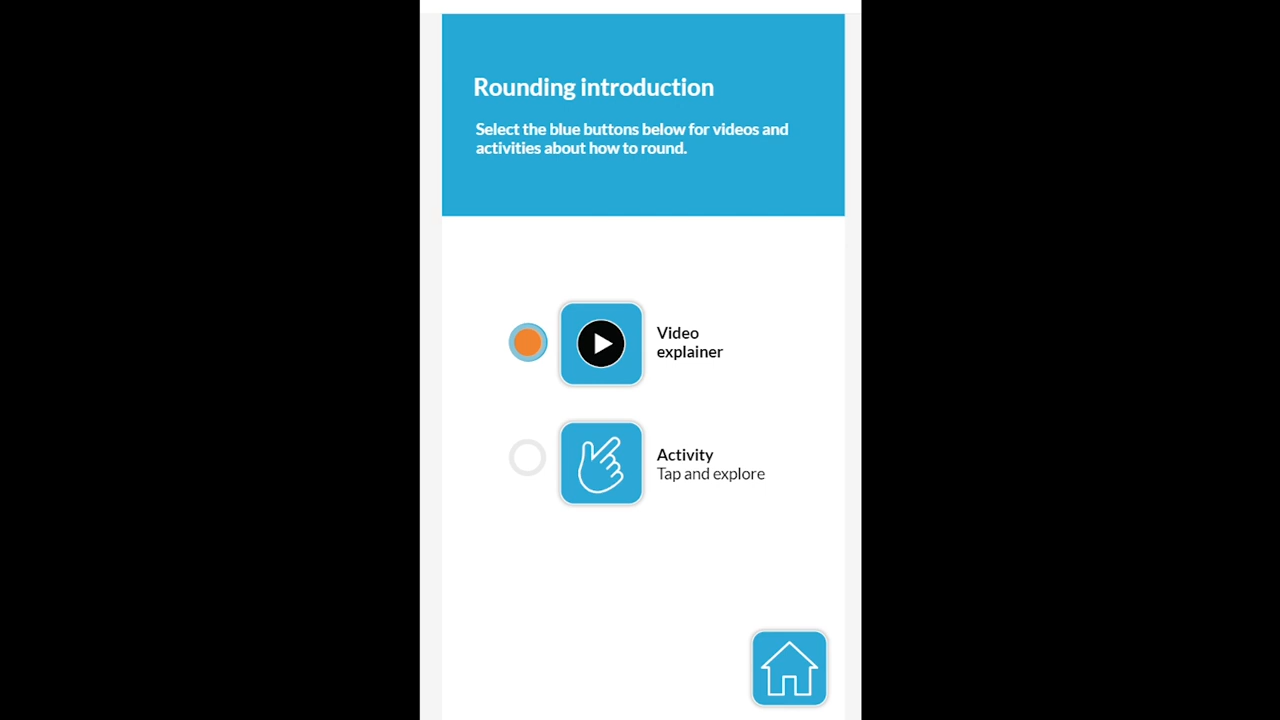 Rounding introduction
Select the blue buttons below for videos and
activities about how to round.
Video
explainer
Activity
Tap and explore